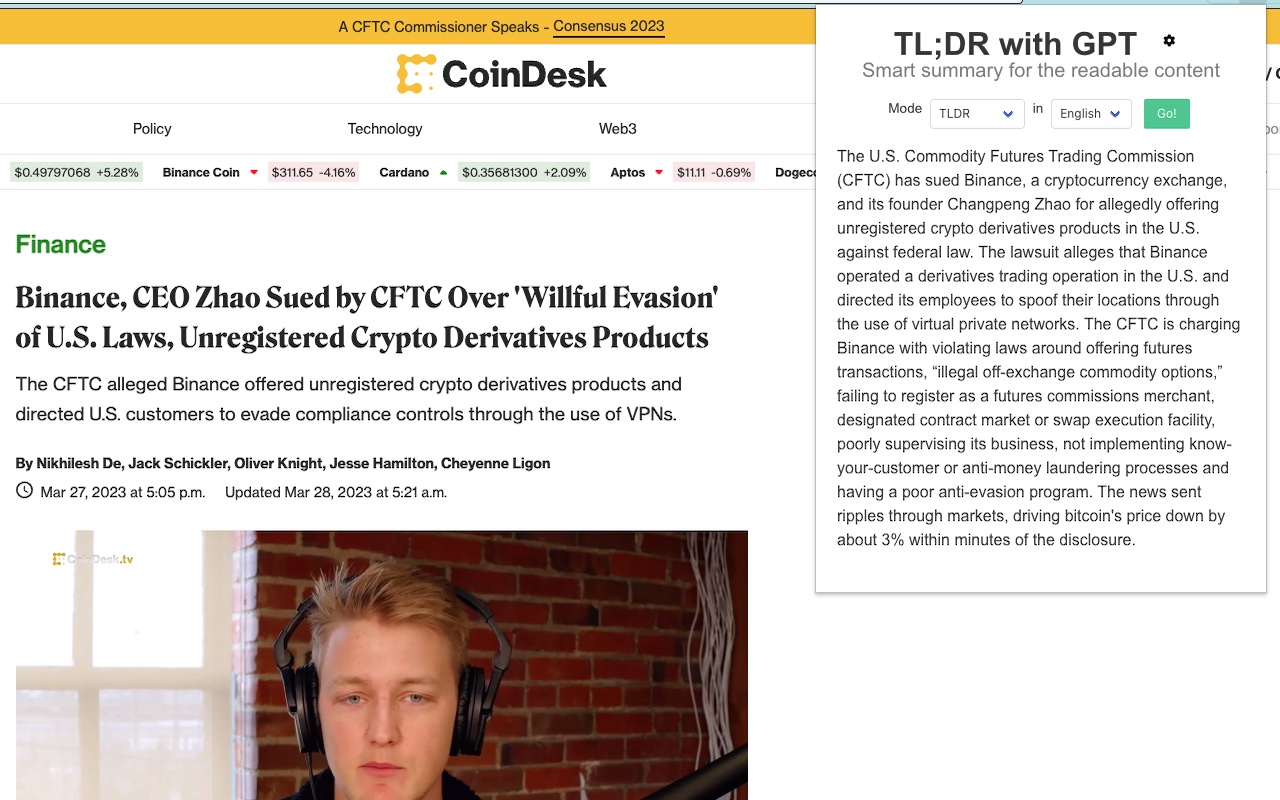 A CFTC Commissioner Speaks - Consensus 2023
CoinDesk
Policy
Technology
Web3
$0.49797068 +5.28%
Binance Coin
$311.65 -4.16%
Cardano
$0.35681300 +2.09%
Aptos
$11.11 -0.69%
Finance
Binance, CEO Zhao Sued by CFTC Over 'Willful Evasion'
of U.S. Laws, Unregistered Crypto Derivatives Products
The CFTC alleged Binance offered unregistered crypto derivatives products and
directed U.S. customers to evade compliance controls through the use of VPNs.
By Nikhilesh De, Jack Schickler, Oliver Knight, Jesse Hamilton, Cheyenne Ligon
Mar 27, 2023 at 5:05 p.m. Updated Mar 28, 2023 at 5:21 a.m.
CoinDesk.tv
TL;DR with GPT
Smart summary for the readable content
Mode TLDR in English Go!
The U.S. Commodity Futures Trading Commission
(CFTC) has sued Binance, a cryptocurrency exchange,
and its founder Changpeng Zhao for allegedly offering
unregistered crypto derivatives products in the U.S.
against federal law. The lawsuit alleges that Binance
operated a derivatives trading operation in the U.S. and
directed its employees to spoof their locations through
the use of virtual private networks. The CFTC is charging
Binance with violating laws around offering futures
transactions, “illegal off-exchange commodity options,”
failing to register as a futures commissions merchant,
designated contract market or swap execution facility,
poorly supervising its business, not implementing know-
your-customer or anti-money laundering processes and
having a poor anti-evasion program. The news sent
ripples through markets, driving bitcoin's price down by
about 3% within minutes of the disclosure.